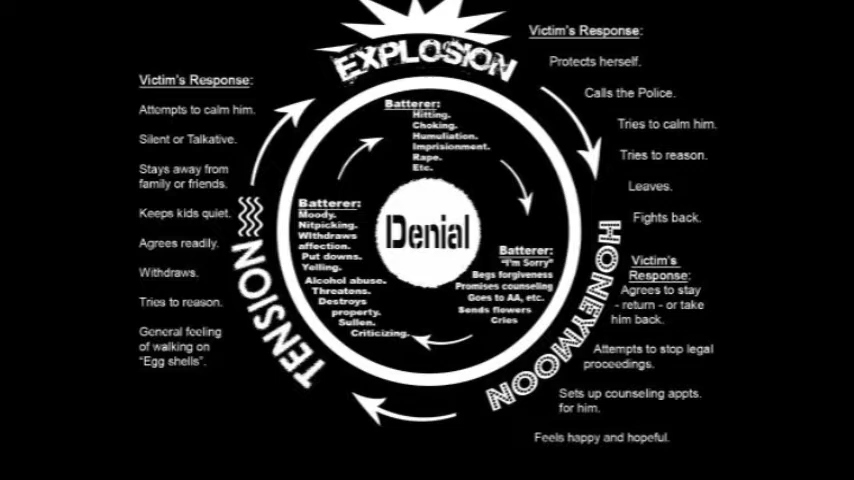 EXPLOSION
Victim's Response:
Attempts to calm him.
Silent or Talkative.
Stays away from
family or friends.
Keeps kids quiet.
Agrees readily.
Withdraws.
Tries to reason.
General feeling
of walking on
"Egg shells".
TENSION
Batterer:
Moody.
Nitpicking.
Withdraws
affection.
Put downs.
Yelling.
Alcohol abuse.
Threatons.
Destroys
property.
Sullen.
Criticizing.
Batterer:
Hitting.
Choking.
Humuliation.
Imprisionment.
Rape.
Etc.
Denial
Batterer:
"I'm Sorry"
Begs forgiveness
Promises counseling
Goes to AA, etc.
Sends flowers
Cries
HONEYMOON
Victim's Response:
Protects herself.
Calls the Police.
Tries to calm him.
Tries to reason.
Leaves.
Fights back.
Victim's
Response:
Agrees to stay
- return - or take
him back.
Attempts to stop legal
proceedings.
Sets up counseling appts.
for him.
Feels happy and hopeful.